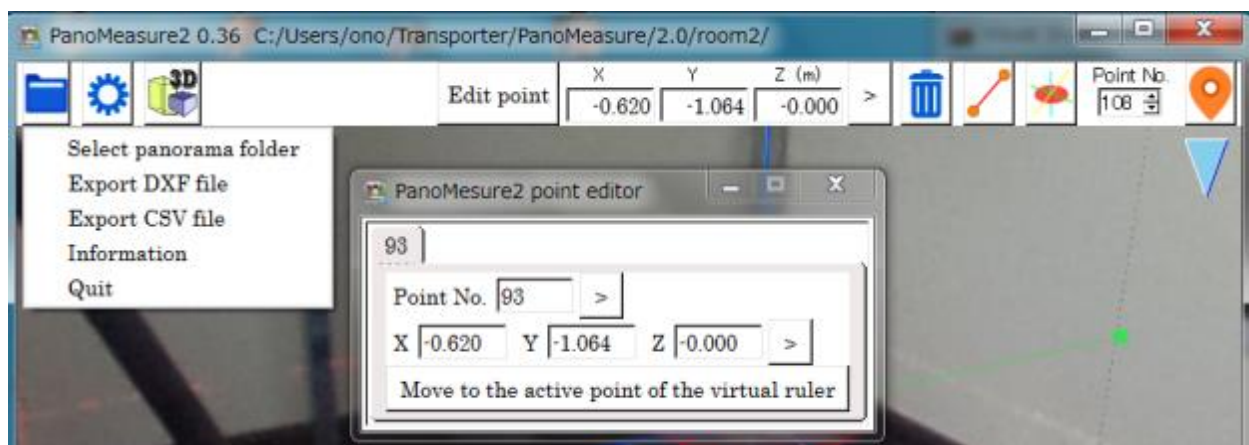 PanoMeasure2 0.36 C:/Users/ono/Transporter/PanoMeasure/2.0/room2/
3D
Edit point
X Y Z (m)
-0.620 -1.064 -0.000 >
Point No.
108
Select panorama folder
Export DXF file
Export CSV file
Information
Quit
PanoMesure2 point editor
93
Point No. 93 >
X -0.620 Y -1.064 Z -0.000 >
Move to the active point of the virtual ruler